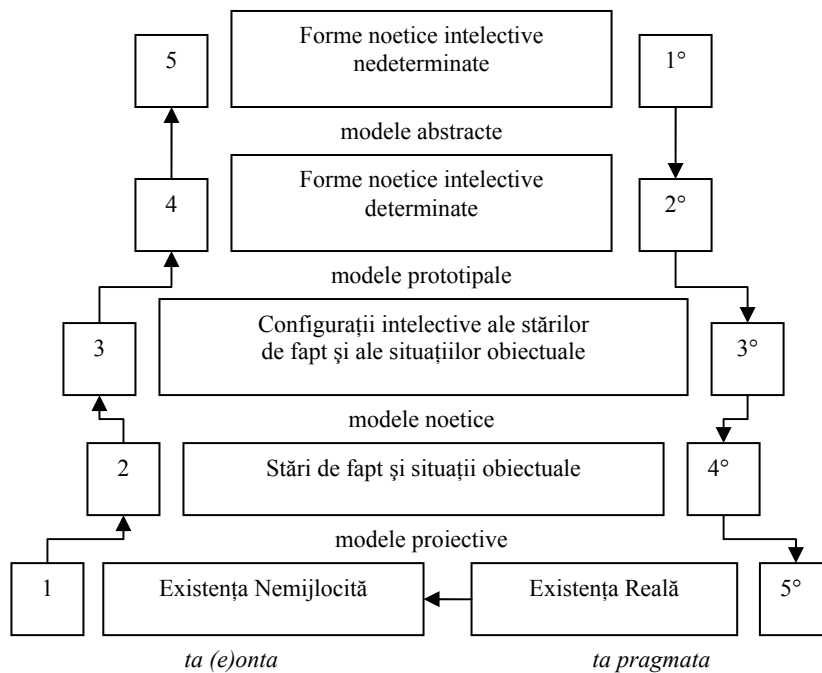 5
Forme noetice intelective
nedeterminate
1°
modele abstracte
4
Forme noetice intelective
determinate
2°
modele prototipale
3
Configurații intelective ale stărilor
de fapt şi ale situațiilor obiectuale
3°
modele noetice
2
Stări de fapt şi situații obiectuale
4°
modele proiective
1
Existența Nemijlocită
Existența Reală
5°
ta (e)onta
ta pragmata